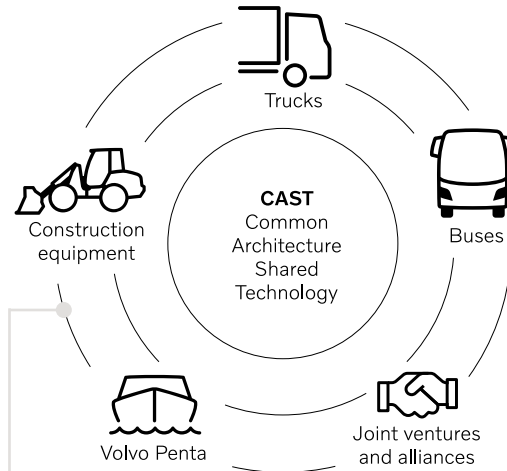 Trucks
CAST
Common
Architecture
Shared
Technology
Construction
equipment
Buses
Volvo Penta
Joint ventures
and alliances